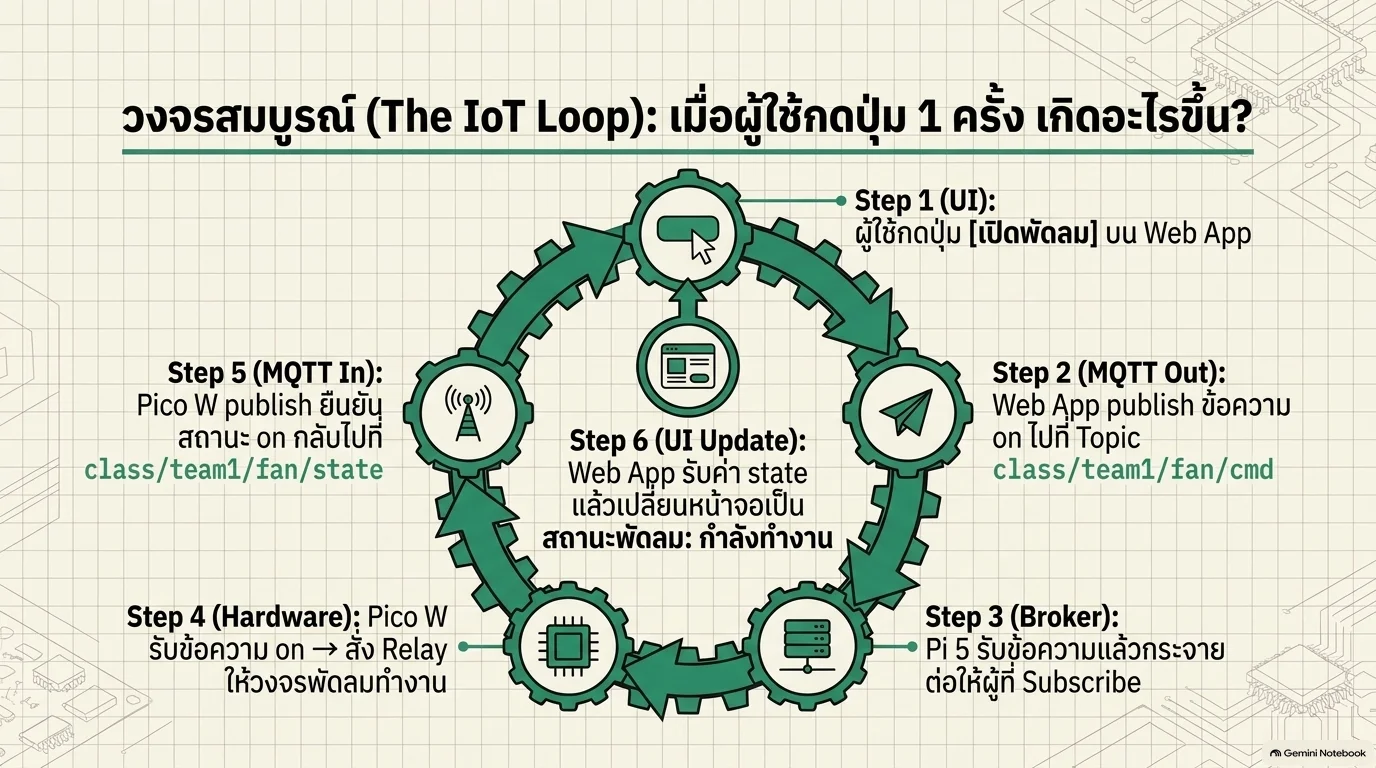 วงจรสมบูรณ์ (The IoT Loop): เมื่อผู้ใช้กดปุ่ม 1 ครั้ง เกิดอะไรขึ้น?
Step 1 (UI):
ผู้ใช้กดปุ่ม [เปิดพัดลม] บน Web App
Step 2 (MQTT Out):
Web App publish ข้อความ
on ไปที่ Topic
class/team1/fan/cmd
Step 3 (Broker):
Pi 5 รับข้อความแล้วกระจาย
ต่อให้ผู้ที่ Subscribe
Step 4 (Hardware): Pico W
รับข้อความ on → สั่ง Relay
ให้วงจรพัดลมทำงาน
Step 5 (MQTT In):
Pico W publish ยืนยัน
สถานะ on กลับไปที่
class/team1/fan/state
Step 6 (UI Update):
Web App รับค่า state
แล้วเปลี่ยนหน้าจอเป็น
สถานะพัดลม: กำลังทำงาน
Gemini Notebook